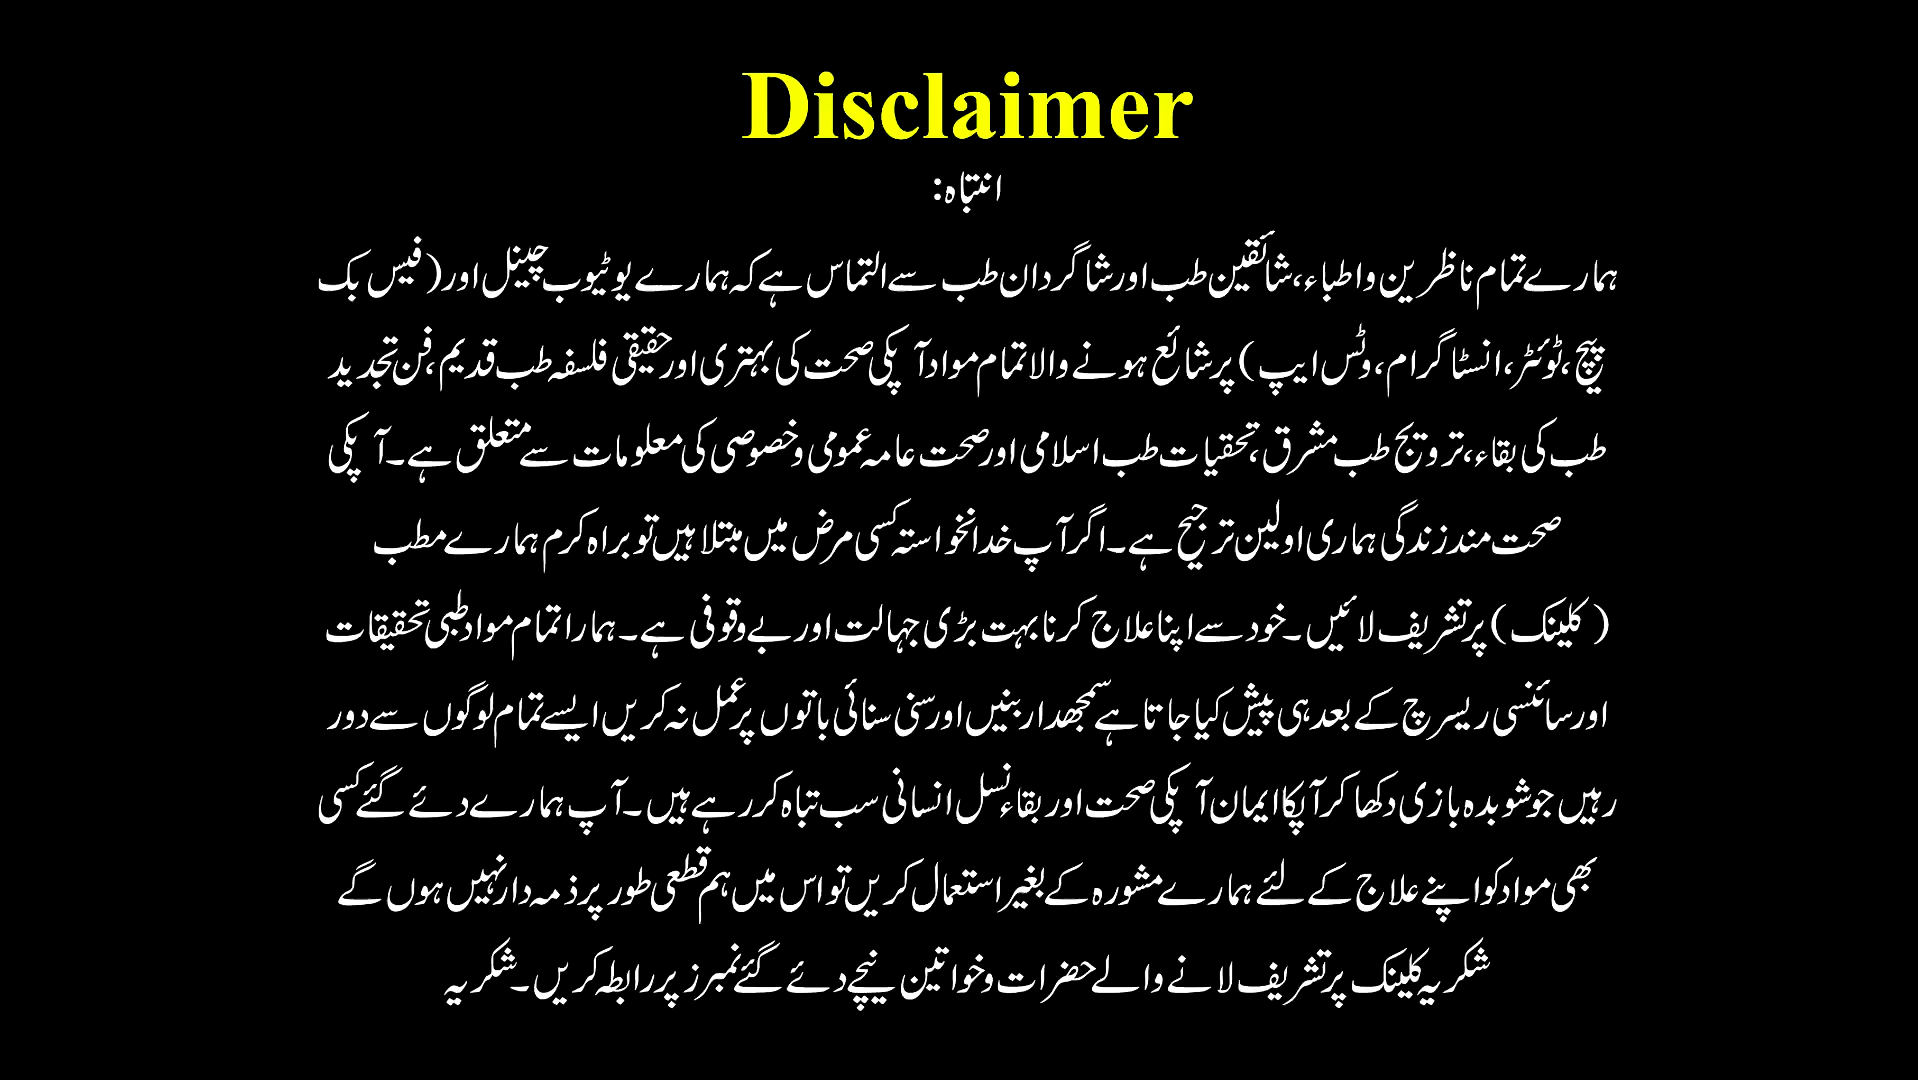 Disclaimer
انتباہ:
ہمارے تمام ناظرین و اطباء، شائقین طب اور شاگردان طب سے التماس ہے کہ ہمارے یوٹیوب چینل اور (فیس بک
پیج، ٹوئٹر، انسٹاگرام، وٹس ایپ) پر شائع ہونے والا تمام مواد آپکی صحت کی بہتری اور حقیقی فلسفہ طب قدیم، فن تجدید
طب کی بقاء، ترویج طب مشرق، تحقیات طب اسلامی اور صحت عامہ عمومی و خصوصی کی معلومات سے متعلق ہے۔ آپکی
صحت مند زندگی ہماری اولین ترجیح ہے۔ اگر آپ خدانخواستہ کسی مرض میں مبتلا ہیں تو براہ کرم ہمارے مطب
(کلینک) پر تشریف لائیں۔ خود سے اپنا علاج کرنا بہت بڑی جہالت اور بے وقوفی ہے۔ ہمارا تمام مواد طبی تحقیقات
اور سائنسی ریسرچ کے بعد ہی پیش کیا جاتا ہے سمجھدار بنیں اور سنی سنائی باتوں پر عمل نہ کریں ایسے تمام لوگوں سے دور
رہیں جو شوبدہ بازی دکھا کر آپکا ایمان آپکی صحت اور بقاء نسل انسانی سب تباہ کر رہے ہیں۔ آپ ہمارے دئے گئے کسی
بھی مواد کو اپنے علاج کے لئے ہمارے مشورہ کے بغیر استعمال کریں تو اس میں ہم قطعی طور پر ذمہ دار نہیں ہوں گے
شکریہ کلینک پر تشریف لانے والے حضرات و خواتین نیچے دئے گئے نمبرز پر رابطہ کریں۔ شکریہ